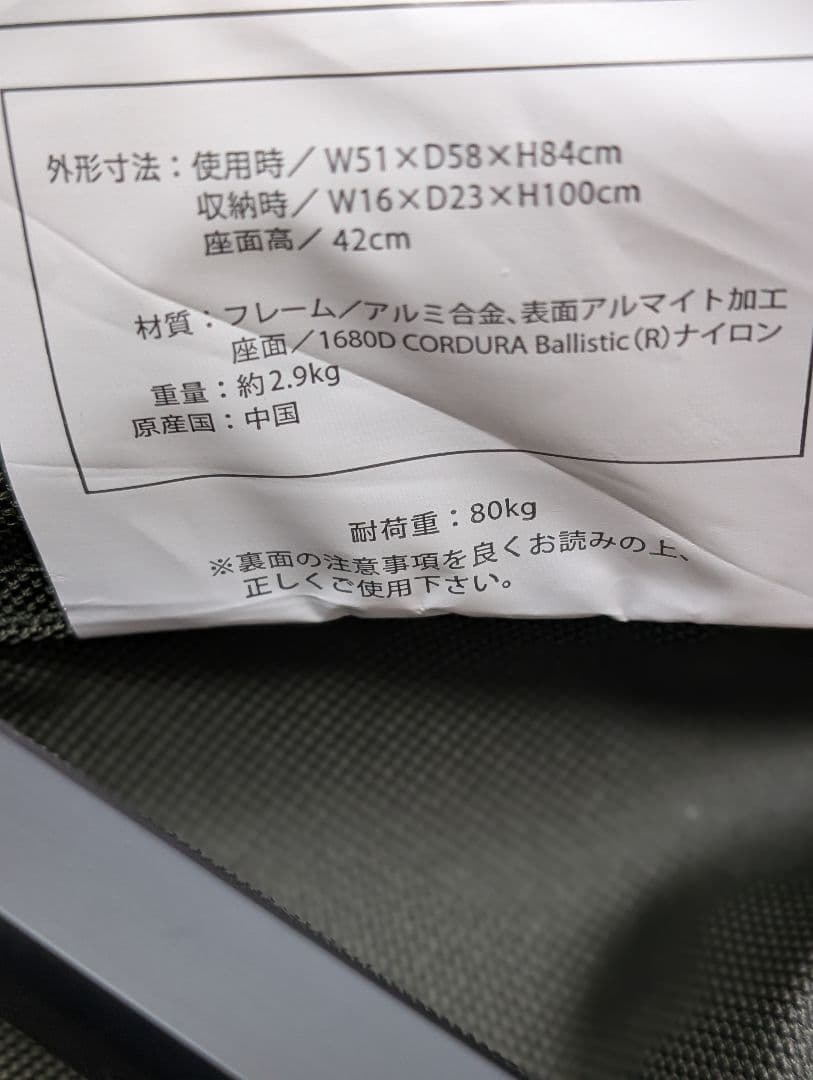 外形寸法：使用時／W51×D58×H84cm
収納時／W16×D23×H100cm
座面高／42cm
材質：フレーム／アルミ合金、表面アルマイト加工
座面／1680D CORDURA Ballistic(R)ナイロン
重量：約2.9kg
原産国：中国
耐荷重：80kg
※裏面の注意事項を良くお読みの上、
正しくご使用下さい。